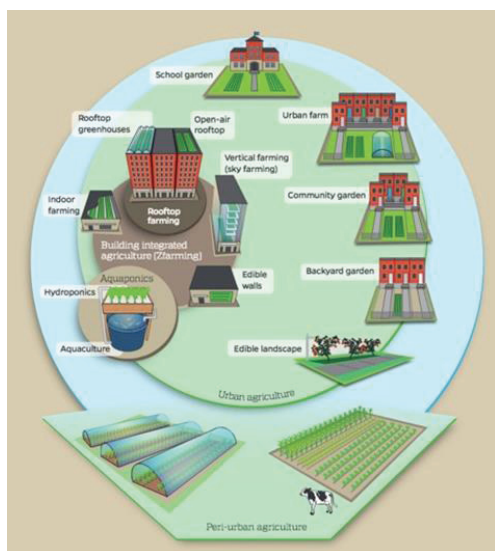 School garden
Rooftop
greenhouses
Open-air
rooftop
Urban farm
Vertical farming
(sky farming)
Indoor
farming
Rooftop
farming
Community garden
Building integrated
agriculture (Zfarming)
Aquaponics
Hydroponics
Edible
walls
Backyard garden
Aquaculture
Edible landscape
Urban agriculture
Peri-urban agriculture